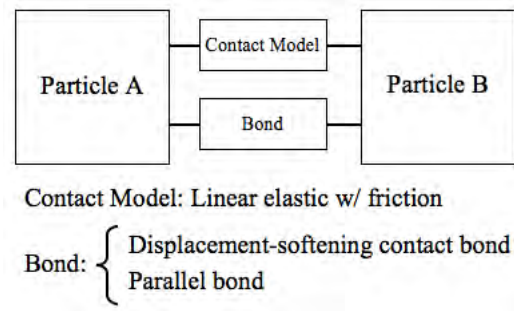 Particle A
Contact Model
Bond
Particle B
Contact Model: Linear elastic w/ friction
Bond:
Displacement-softening contact bond
Parallel bond